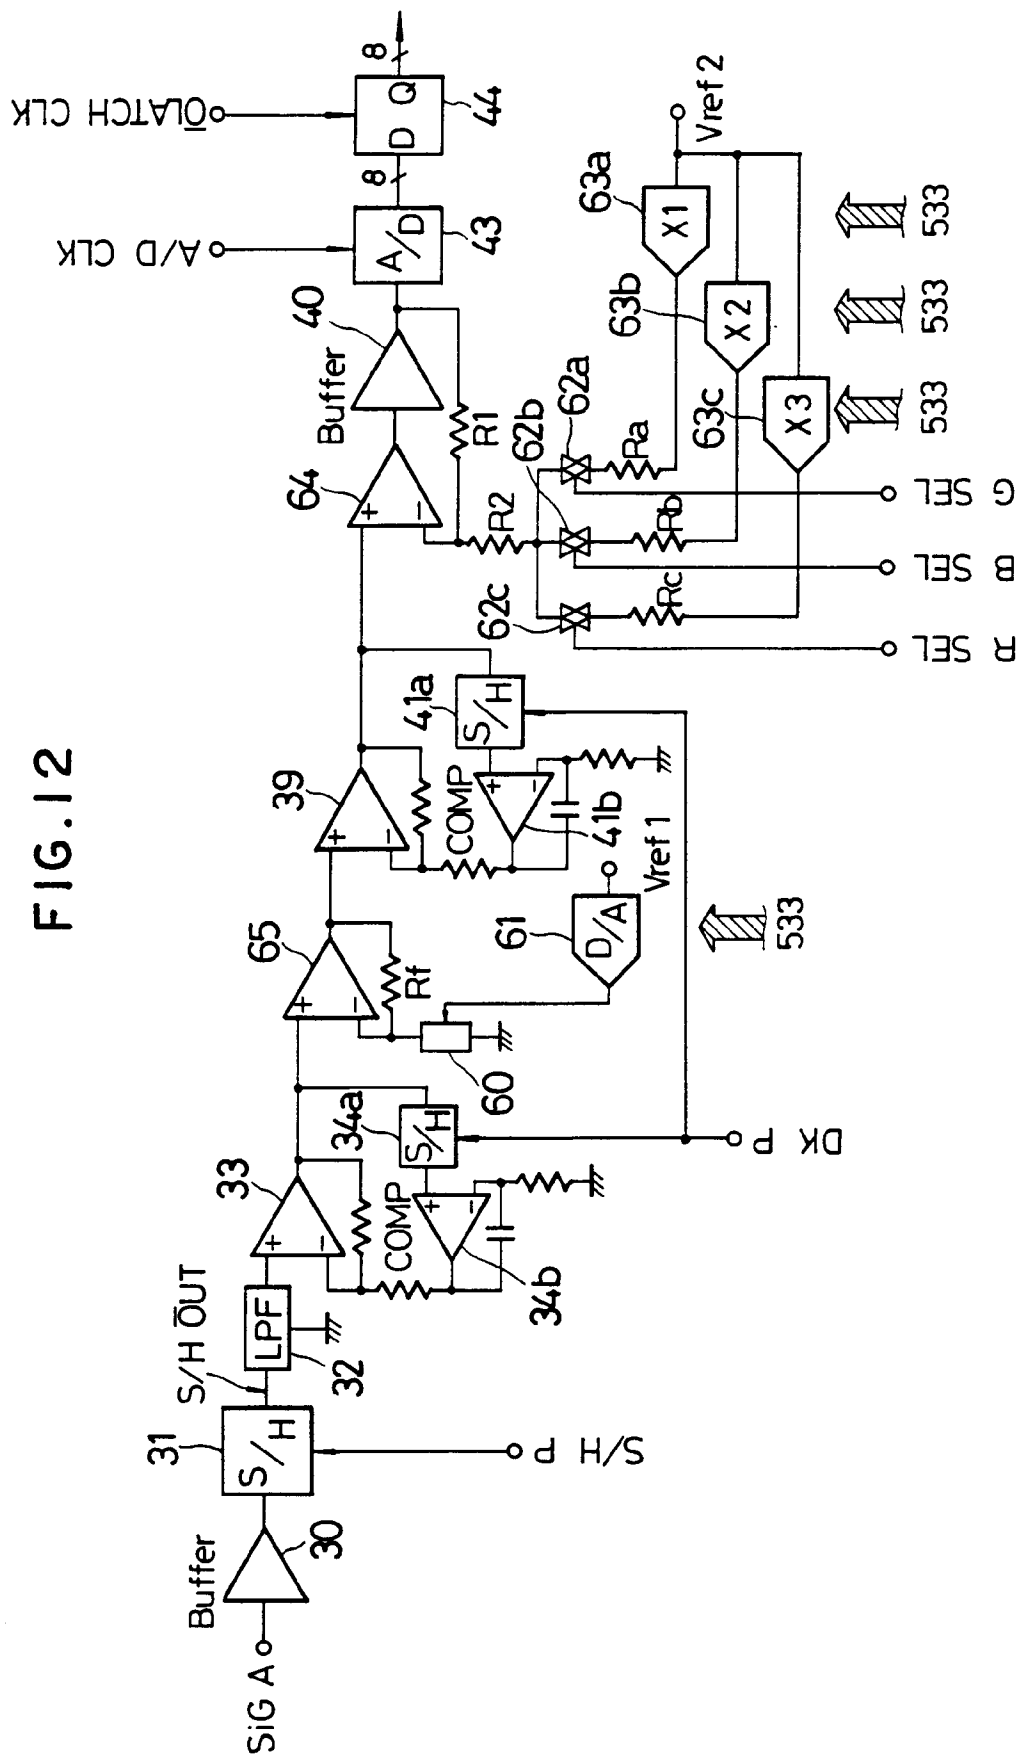 FIG.12
SiG A
Buffer
30
31
S/H
S/H P
S/H OUT
LPF
32
33
+
−
COMP
34a
S/H
+
−
34b
DK P
65
+
−
Rf
60
61
D/A
Vref1
533
39
+
−
COMP
41a
S/H
+
−
41b
64
+
−
Buffer
40
R1
R2
62a
62b
62c
Ra
Rb
Rc
R SEL
B SEL
G SEL
63a
X1
63b
X2
63c
X3
Vref2
533
533
533
A/D CLK
A/D
43
8
OLATCH CLK
D Q
44
8